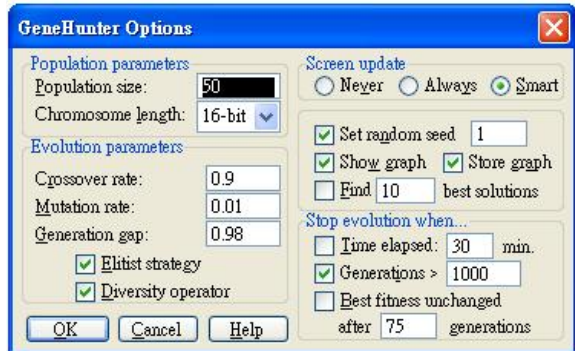 GeneHunter Options
Population parameters
Population size: 50
Chromosome length: 16-bit
Evolution parameters
Crossover rate: 0.9
Mutation rate: 0.01
Generation gap: 0.98
Elitist strategy
Diversity operator
OK Cancel Help
Screen update
Never Always Smart
Set random seed 1
Show graph Store graph
Find 10 best solutions
Stop evolution when...
Time elapsed: 30 min.
Generations > 1000
Best fitness unchanged
after 75 generations